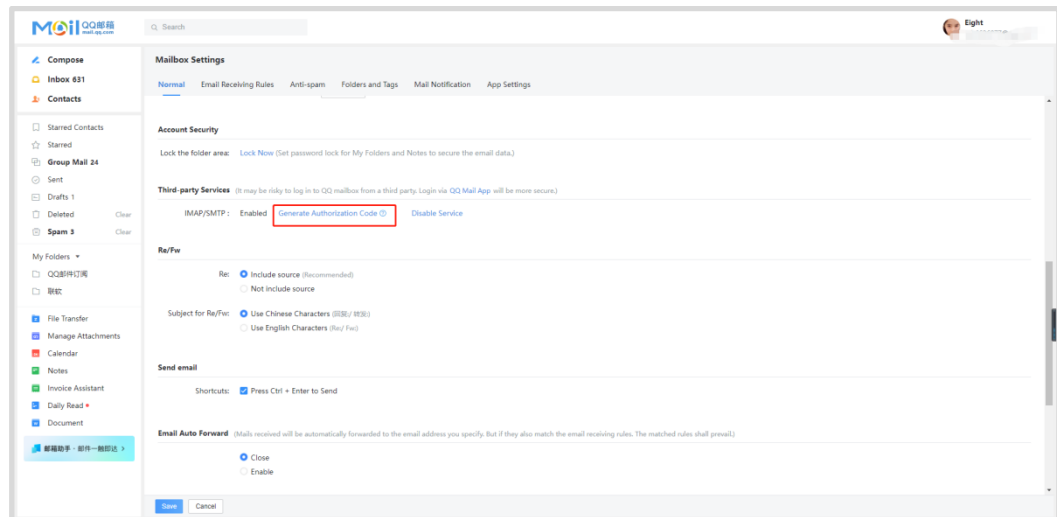 MOil QQ邮箱
mail.qq.com
Search
Eight
Compose
Inbox 631
Contacts
Starred Contacts
Starred
Group Mail 24
Sent
Drafts 1
Deleted Clear
Spam 3 Clear
My Folders
QQ邮件订阅
联软
File Transfer
Manage Attachments
Calendar
Notes
Invoice Assistant
Daily Read
Document
邮箱助手 · 邮件一触即达 >
Mailbox Settings
Normal Email Receiving Rules Anti-spam Folders and Tags Mail Notification App Settings
Account Security
Lock the folder area: Lock Now (Set password lock for My Folders and Notes to secure the email data.)
Third-party Services (It may be risky to log in to QQ mailbox from a third party. Login via QQ Mail App will be more secure.)
IMAP/SMTP : Enabled Generate Authorization Code Disable Service
Re/Fw
Re: Include source (Recommended)
Not include source
Subject for Re/Fw: Use Chinese Characters (回复:/ 转发:)
Use English Characters (Re:/ Fw:)
Send email
Shortcuts: Press Ctrl + Enter to Send
Email Auto Forward (Mails received will be automatically forwarded to the email address you specify. But if they also match the email receiving rules. The matched rules shall prevail.)
Close
Enable
Save Cancel